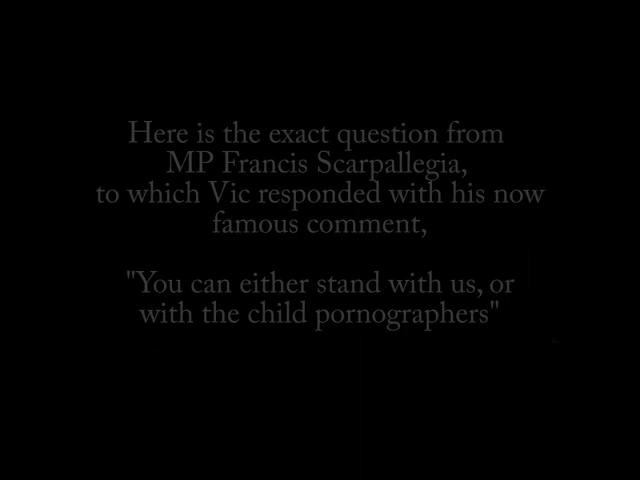 Here is the exact question from
MP Francis Scarpallegia,
to which Vic responded with his now
famous comment,
"You can either stand with us, or
with the child pornographers"